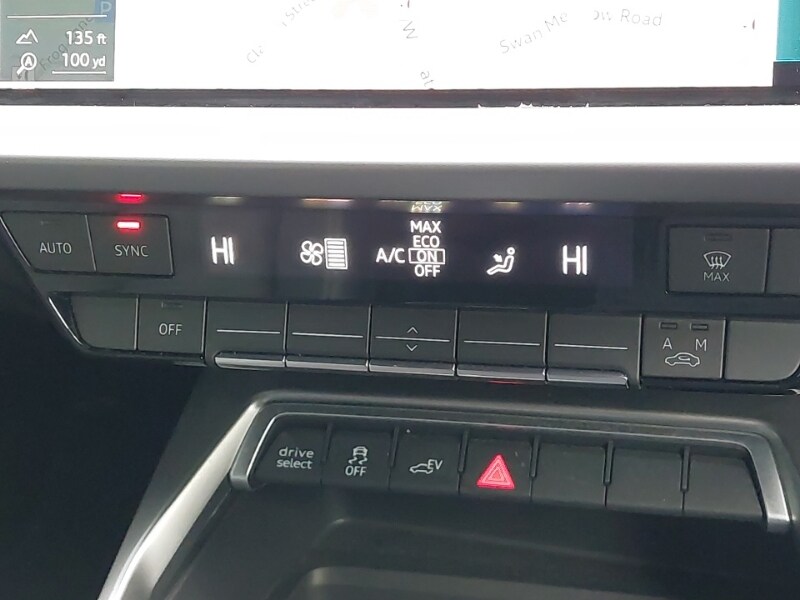 P
135 ft
100 yd
Swan Me
ow Road
AUTO
SYNC
HI
A/C
MAX
ECO
ON
OFF
HI
MAX
OFF
A M
drive
select
OFF
EV